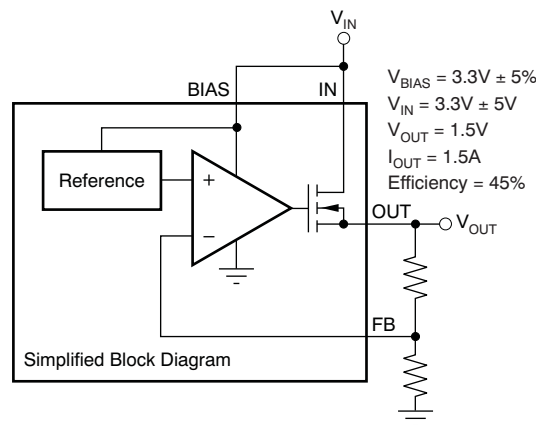 V_IN
BIAS
IN
V_BIAS = 3.3V ± 5%
V_IN = 3.3V ± 5V
V_OUT = 1.5V
I_OUT = 1.5A
Efficiency = 45%
Reference
+
−
OUT
V_OUT
FB
Simplified Block Diagram